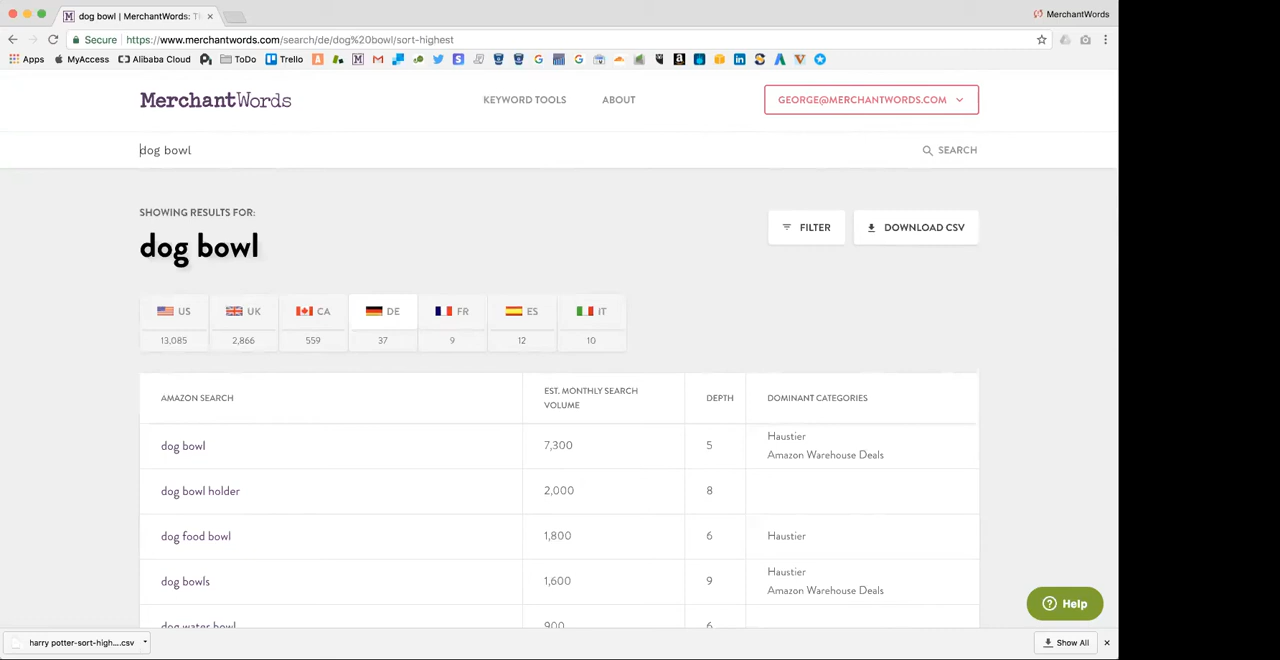 dog bowl | MerchantWords: T
MerchantWords
Secure https://www.merchantwords.com/search/de/dog%20bowl/sort-highest
Apps MyAccess Alibaba Cloud ToDo Trello
MerchantWords KEYWORD TOOLS ABOUT GEORGE@MERCHANTWORDS.COM
dog bowl SEARCH
SHOWING RESULTS FOR:
dog bowl
FILTER DOWNLOAD CSV
US UK CA DE FR ES IT
13,085 2,866 559 37 9 12 10
AMAZON SEARCH EST. MONTHLY SEARCH VOLUME DEPTH DOMINANT CATEGORIES
dog bowl 7,300 5 Haustier
Amazon Warehouse Deals
dog bowl holder 2,000 8
dog food bowl 1,800 6 Haustier
dog bowls 1,600 9 Haustier
Amazon Warehouse Deals
dog water bowl 900 6
Help
harry potter-sort-high....csv Show All